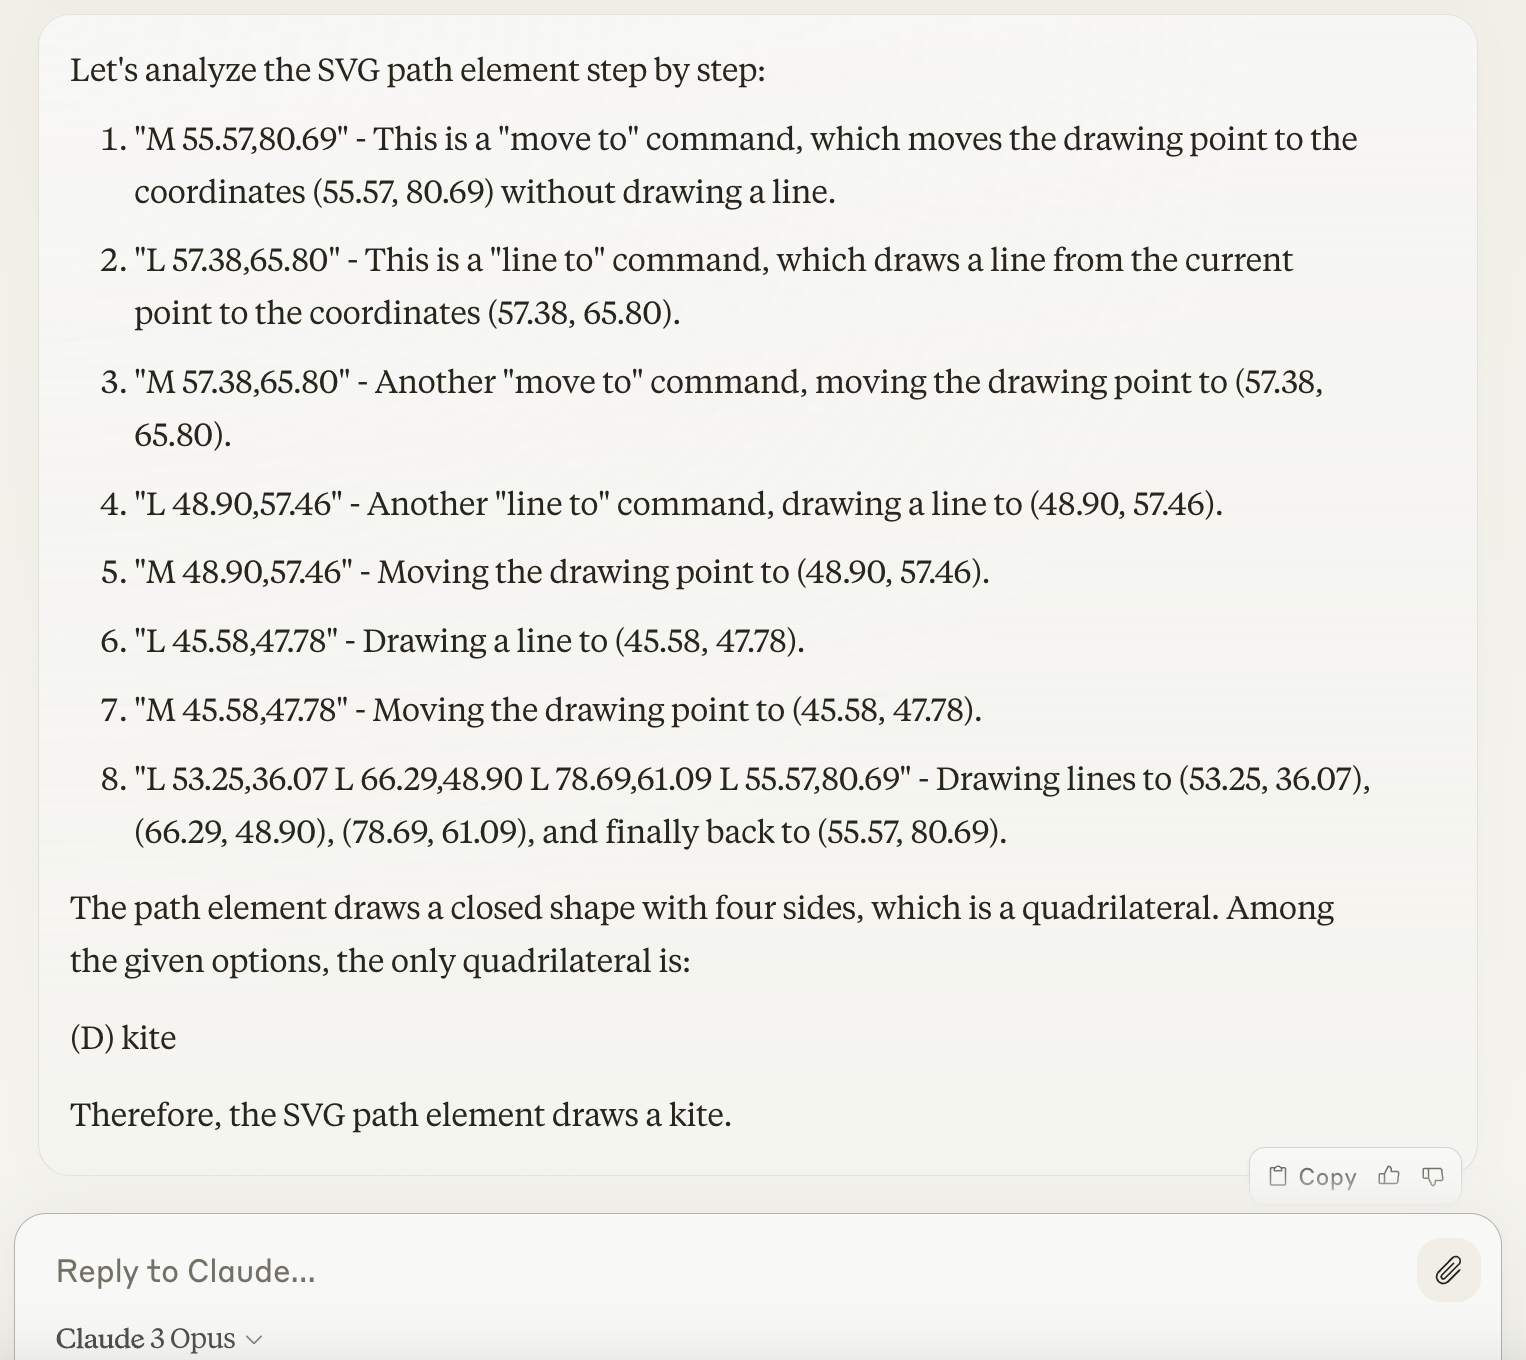 Let's analyze the SVG path element step by step:
1. "M 55.57,80.69" - This is a "move to" command, which moves the drawing point to the
coordinates (55.57, 80.69) without drawing a line.
2. "L 57.38,65.80" - This is a "line to" command, which draws a line from the current
point to the coordinates (57.38, 65.80).
3. "M 57.38,65.80" - Another "move to" command, moving the drawing point to (57.38,
65.80).
4. "L 48.90,57.46" - Another "line to" command, drawing a line to (48.90, 57.46).
5. "M 48.90,57.46" - Moving the drawing point to (48.90, 57.46).
6. "L 45.58,47.78" - Drawing a line to (45.58, 47.78).
7. "M 45.58,47.78" - Moving the drawing point to (45.58, 47.78).
8. "L 53.25,36.07 L 66.29,48.90 L 78.69,61.09 L 55.57,80.69" - Drawing lines to (53.25, 36.07),
(66.29, 48.90), (78.69, 61.09), and finally back to (55.57, 80.69).
The path element draws a closed shape with four sides, which is a quadrilateral. Among
the given options, the only quadrilateral is:
(D) kite
Therefore, the SVG path element draws a kite.
Copy
Reply to Claude...
Claude 3 Opus